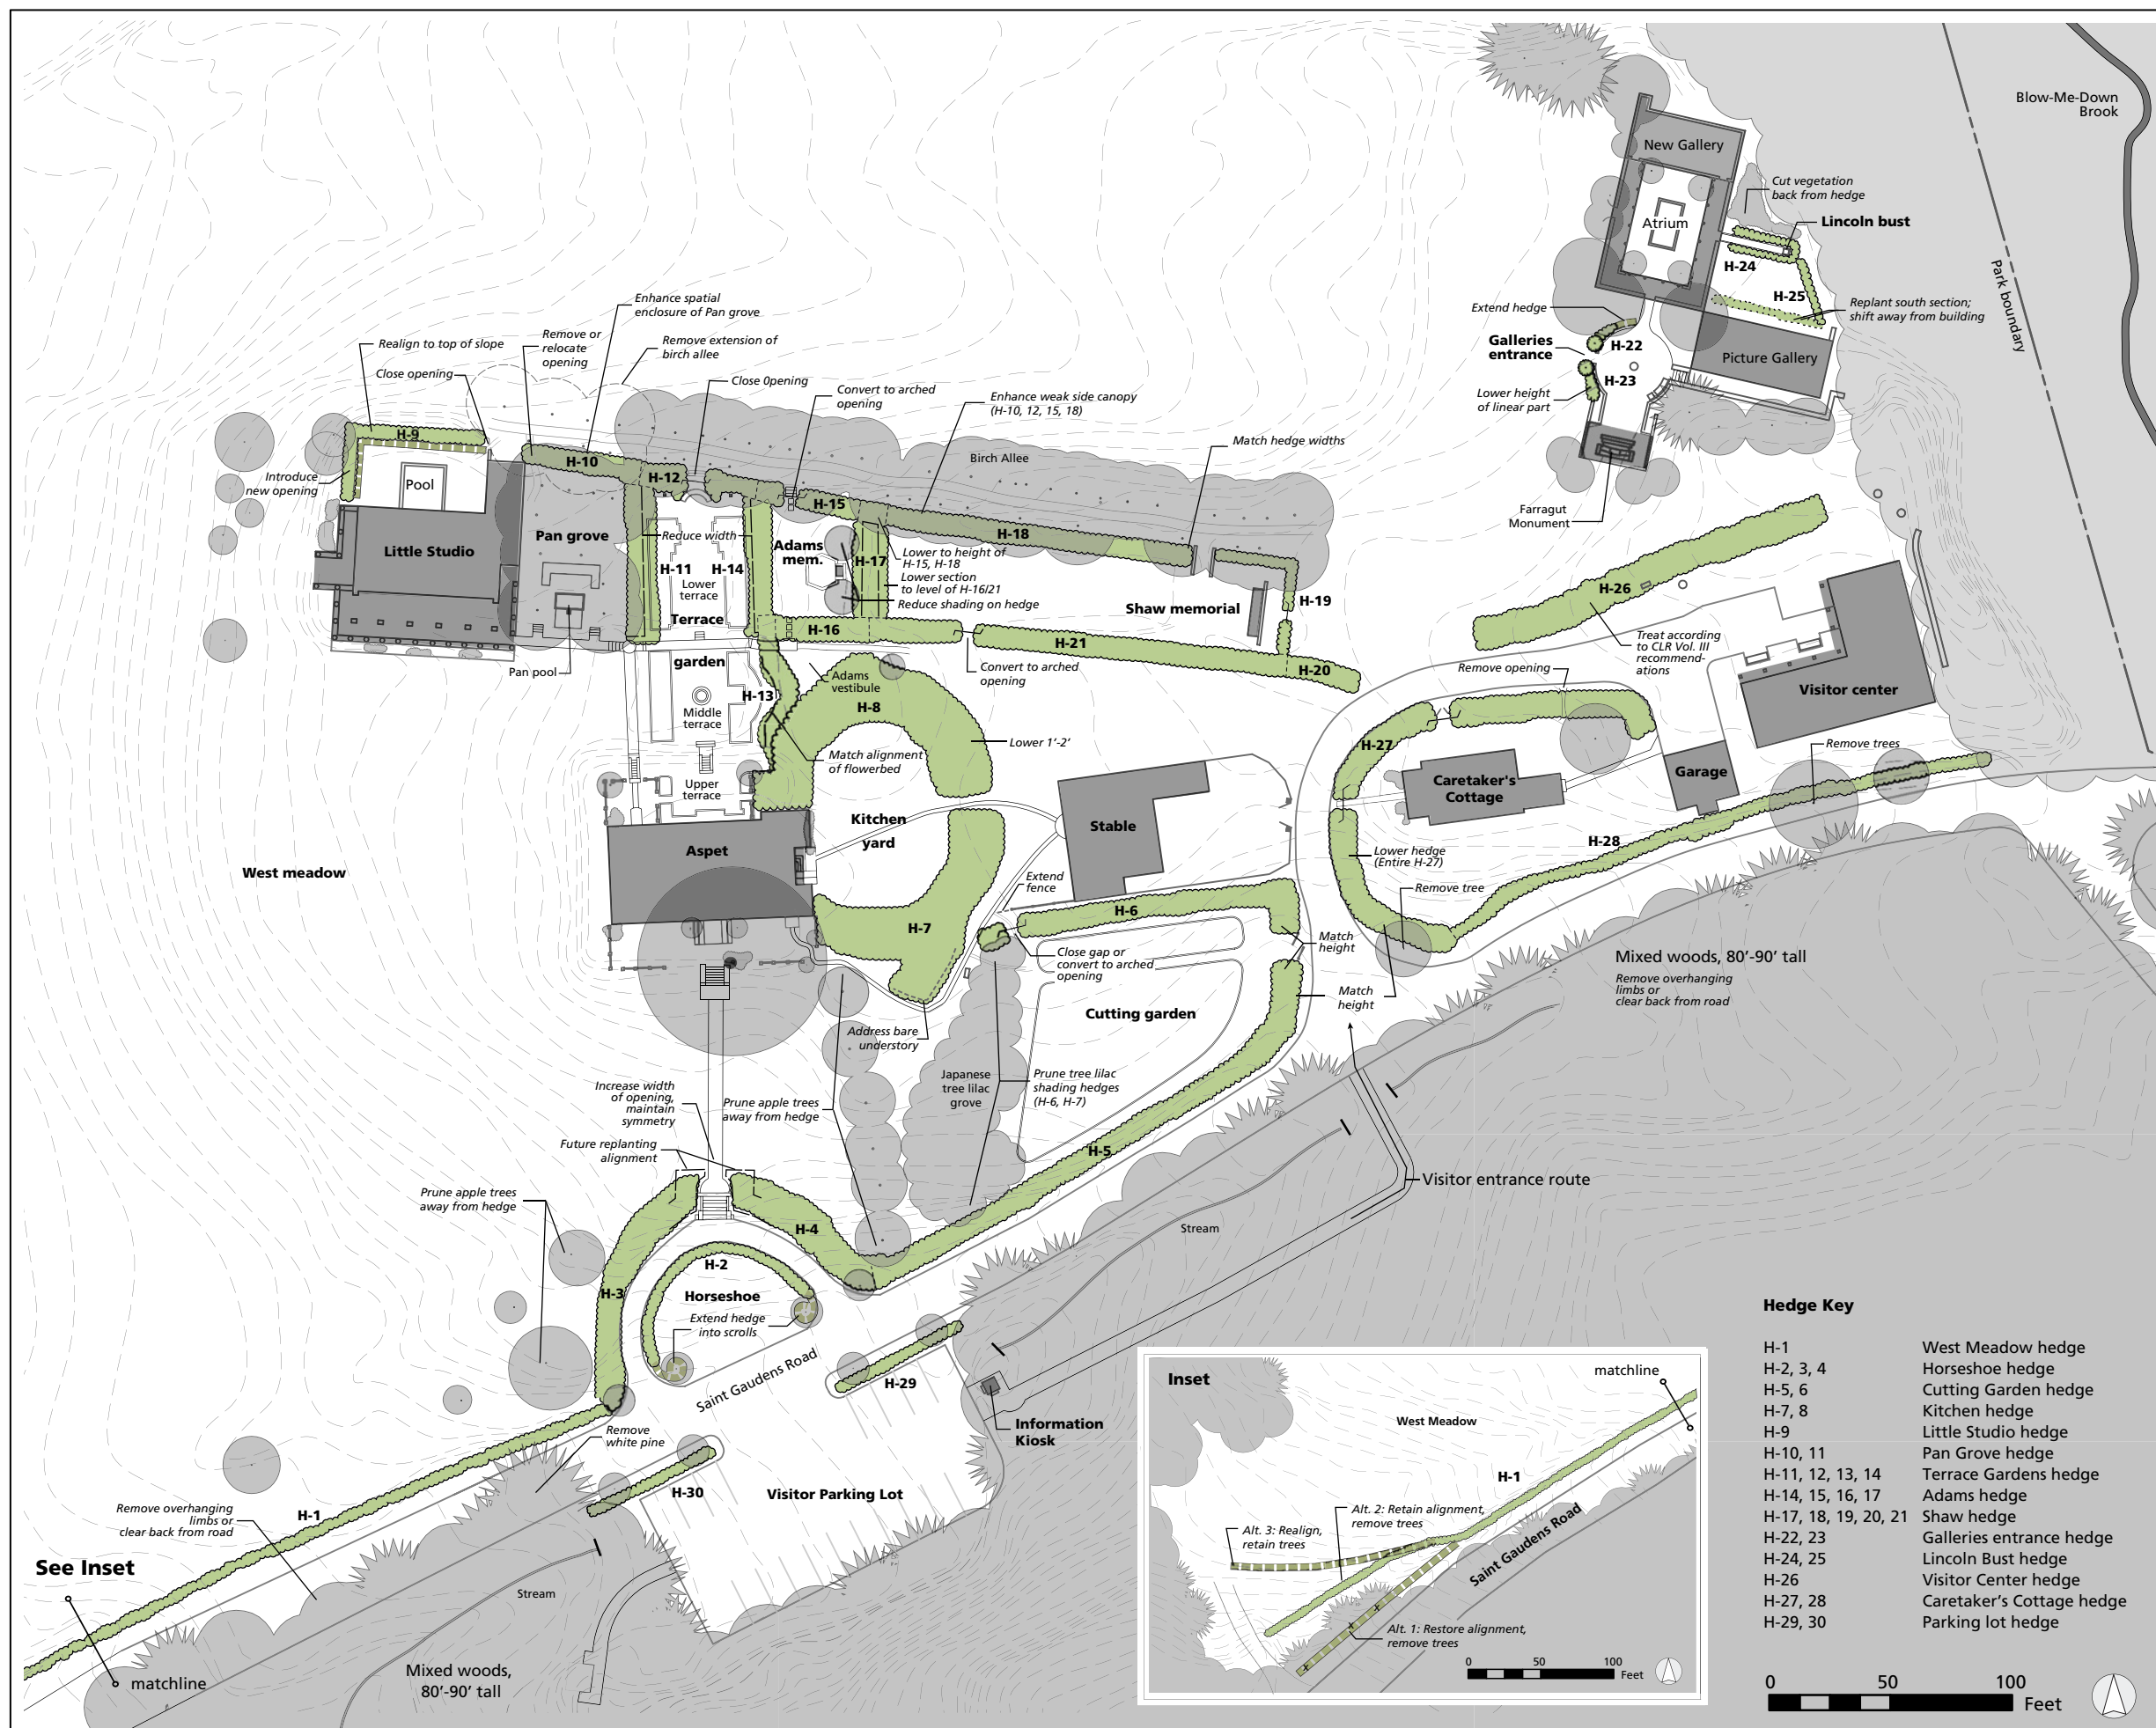 Blow-Me-Down
Brook
New Gallery
Cut vegetation
back from hedge
Atrium
Lincoln bust
H-24
Park boundary
H-25
Replant south section;
shift away from building
Extend hedge
Galleries
entrance
H-22
Picture Gallery
H-23
Lower height
of linear part
Farragut
Monument
Enhance spatial
enclosure of Pan grove
Realign to top of slope
Remove or
relocate
opening
Remove extension of
birch allee
Close opening
Close 0pening
Convert to arched
opening
Enhance weak side canopy
(H-10, 12, 15, 18)
Match hedge widths
H-9
H-10
H-12
Birch Allee
Introduce
new opening
Pool
H-15
H-18
Little Studio
Pan grove
Reduce width
Adams
mem.
H-17
Lower to height of
H-15, H-18
H-11
H-14
Lower
terrace
Lower section
to level of H-16/21
Reduce shading on hedge
Shaw memorial
H-19
Terrace
H-16
H-21
H-20
garden
Pan pool
Adams
vestibule
Convert to arched
opening
H-13
H-8
Middle
terrace
Lower 1’-2’
Match alignment
of flowerbed
Upper
terrace
H-26
Treat according
to CLR Vol. III
recommend-
ations
Remove opening
Visitor center
H-27
Remove trees
Caretaker's
Cottage
Garage
West meadow
Aspet
Kitchen
yard
Stable
H-28
Lower hedge
(Entire H-27)
Extend
fence
Remove tree
H-6
H-7
Match
height
Close gap or
convert to arched
opening
Mixed woods, 80’-90’ tall
Remove overhanging
limbs or
clear back from road
Match
height
Cutting garden
Address bare
understory
Increase width
of opening,
maintain
symmetry
Prune apple trees
away from hedge
Japanese
tree lilac
grove
Prune tree lilac
shading hedges
(H-6, H-7)
Future replanting
alignment
H-5
Visitor entrance route
Prune apple trees
away from hedge
Stream
H-4
H-2
H-3
Horseshoe
Extend hedge
into scrolls
Saint Gaudens Road
H-29
Information
Kiosk
Remove
white pine
H-30
Visitor Parking Lot
Remove overhanging
limbs or
clear back from road
H-1
See Inset
Stream
Mixed woods,
80’-90’ tall
matchline
Inset
matchline
West Meadow
H-1
Alt. 2: Retain alignment,
remove trees
Alt. 3: Realign,
retain trees
Saint Gaudens Road
Alt. 1: Restore alignment,
remove trees
0 50 100
Feet
Hedge Key
H-1 West Meadow hedge
H-2, 3, 4 Horseshoe hedge
H-5, 6 Cutting Garden hedge
H-7, 8 Kitchen hedge
H-9 Little Studio hedge
H-10, 11 Pan Grove hedge
H-11, 12, 13, 14 Terrace Gardens hedge
H-14, 15, 16, 17 Adams hedge
H-17, 18, 19, 20, 21 Shaw hedge
H-22, 23 Galleries entrance hedge
H-24, 25 Lincoln Bust hedge
H-26 Visitor Center hedge
H-27, 28 Caretaker’s Cottage hedge
H-29, 30 Parking lot hedge
0 50 100
Feet